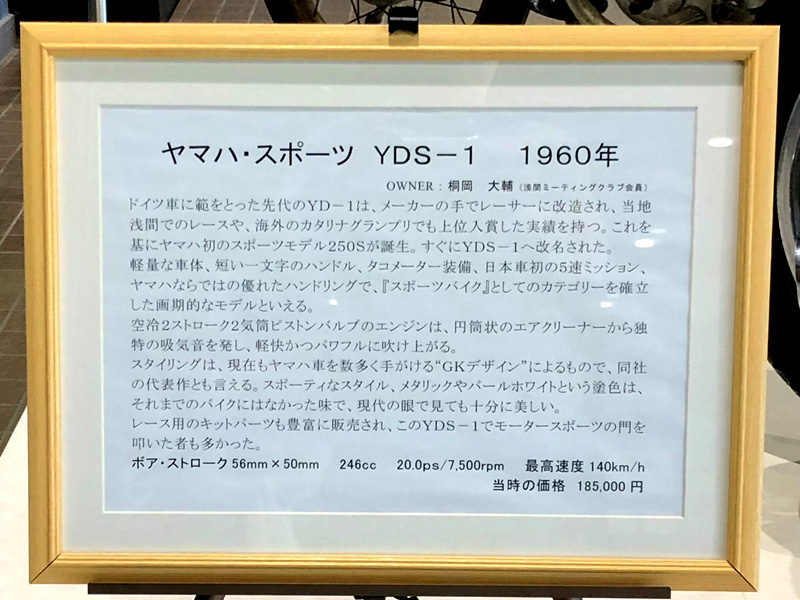 ヤマハ・スポーツ YDS－1 1960年
OWNER : 桐岡 大輔 (浅間ミーティングクラブ会員)
ドイツ車に範をとった先代のYD－1は、メーカーの手でレーサーに改造され、当地
浅間でのレースや、海外のカタリナグランプリでも上位入賞した実績を持つ。これを
基にヤマハ初のスポーツモデル250Sが誕生。すぐにYDS－1へ改名された。
軽量な車体、短い一文字のハンドル、タコメーター装備、日本車初の5速ミッション、
ヤマハならではの優れたハンドリングで、『スポーツバイク』としてのカテゴリーを確立
した画期的なモデルといえる。
空冷2ストローク2気筒ピストンバルブのエンジンは、円筒状のエアクリーナーから独
特の吸気音を発し、軽快かつパワフルに吹け上がる。
スタイリングは、現在もヤマハ車を数多く手がける“GKデザイン”によるもので、同社
の代表作とも言える。スポーティなスタイル、メタリックやパールホワイトという塗色は、
それまでのバイクにはなかった味で、現代の眼で見ても十分に美しい。
レース用のキットパーツも豊富に販売され、このYDS－1でモータースポーツの門を
叩いた者も多かった。
ボア・ストローク 56mm×50mm 246cc 20.0ps/7,500rpm 最高速度 140km/h
当時の価格 185,000 円